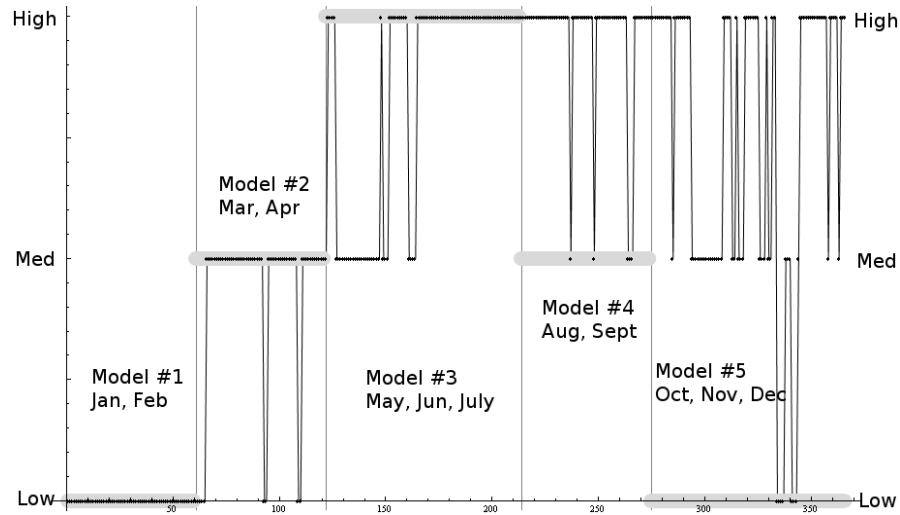 High
High
Model #2
Mar, Apr
Med
Med
Model #4
Aug, Sept
Model #1
Jan, Feb
Model #3
May, Jun, July
Model #5
Oct, Nov, Dec
Low
Low
50
100
150
200
250
300
350